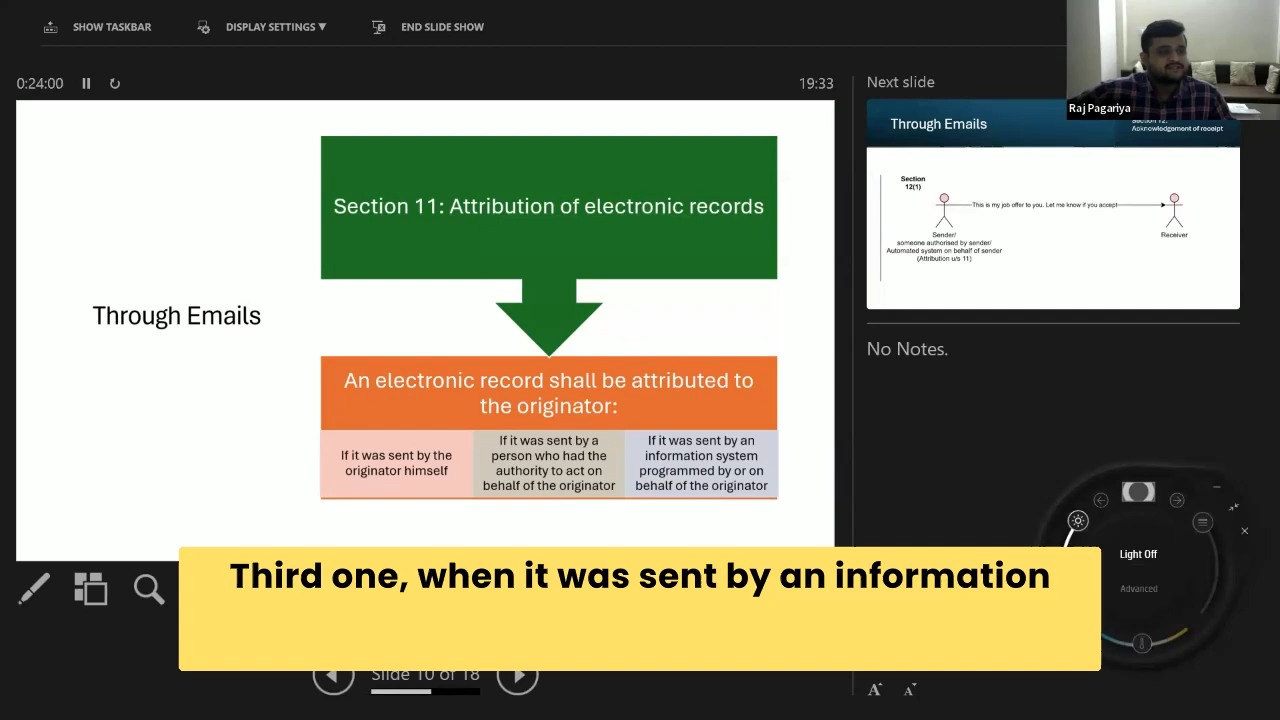 SHOW TASKBAR
DISPLAY SETTINGS ▼
END SLIDE SHOW
0:24:00
19:33
Next slide
Raj Pagariya
Section 11: Attribution of electronic records
Through Emails
An electronic record shall be attributed to
the originator:
If it was sent by the
originator himself
If it was sent by a
person who had the
authority to act on
behalf of the originator
If it was sent by an
information system
programmed by or on
behalf of the originator
Through Emails
Acknowledgement of receipt
Section
12(1)
This is my job offer to you. Let me know if you accept
Sender/
someone authorised by sender/
Automated system on behalf of sender
(Attribution u/s 11)
Receiver
No Notes.
Light Off
Advanced
Third one, when it was sent by an information
Slide 10 of 18
A A